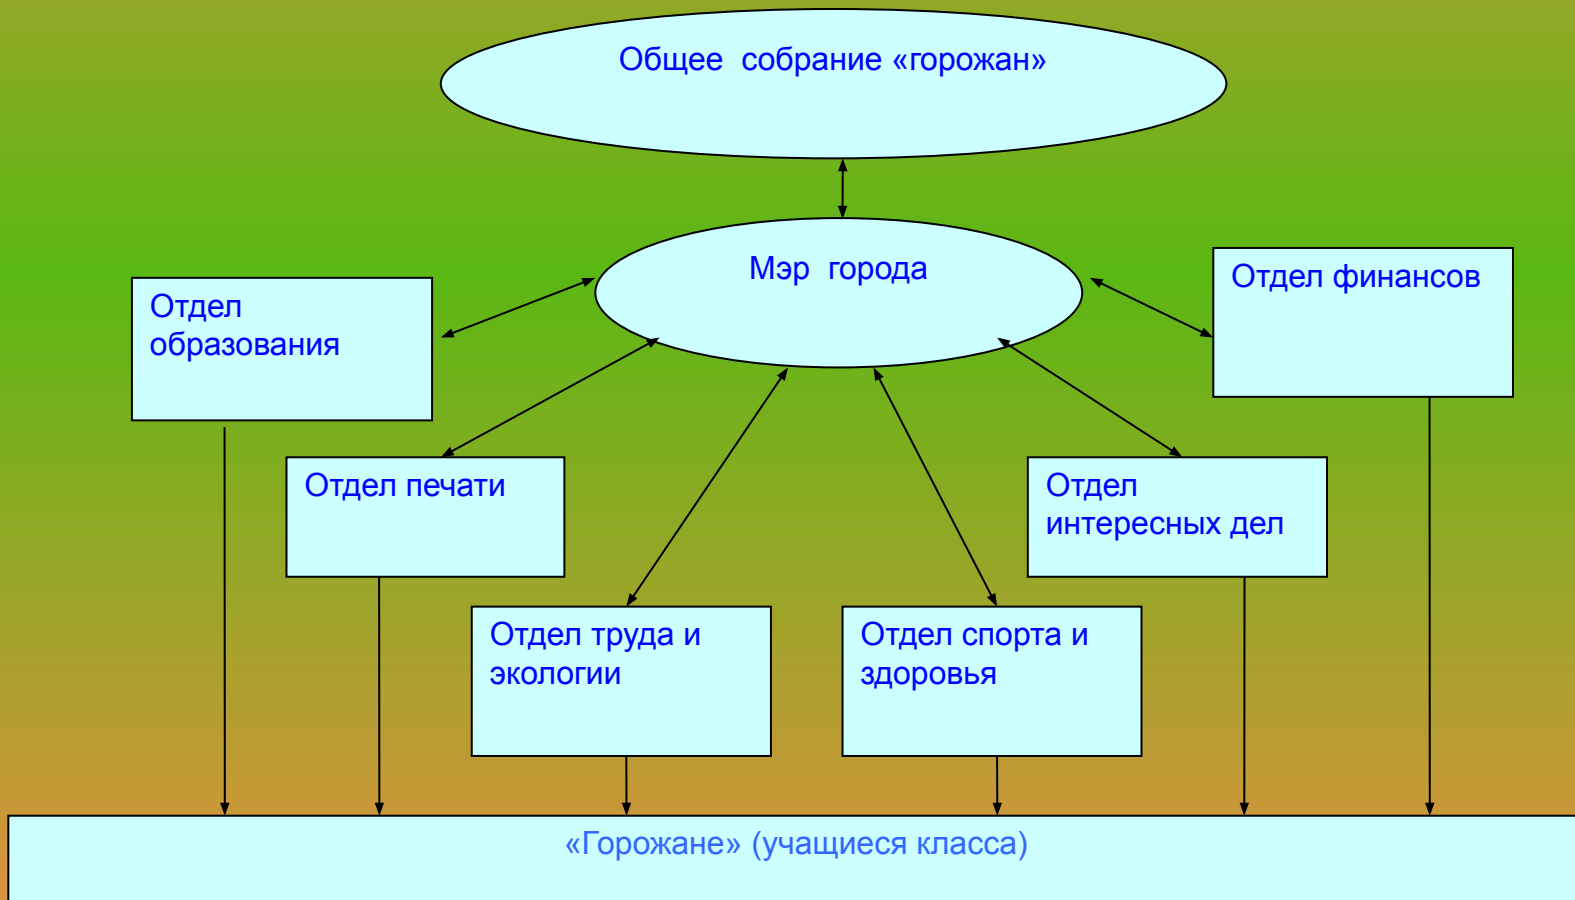 Общее собрание «горожан»
Мэр города
Отдел финансов
Отдел
образования
Отдел печати
Отдел
интересных дел
Отдел труда и
экологии
Отдел спорта и
здоровья
«Горожане» (учащиеся класса)